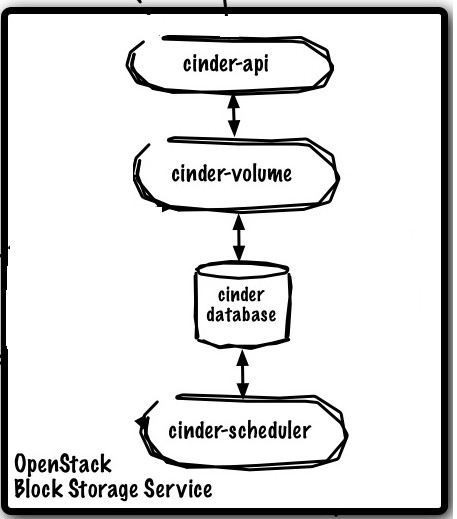 cinder-api
cinder-volume
cinder
database
cinder-scheduler
OpenStack
Block Storage Service